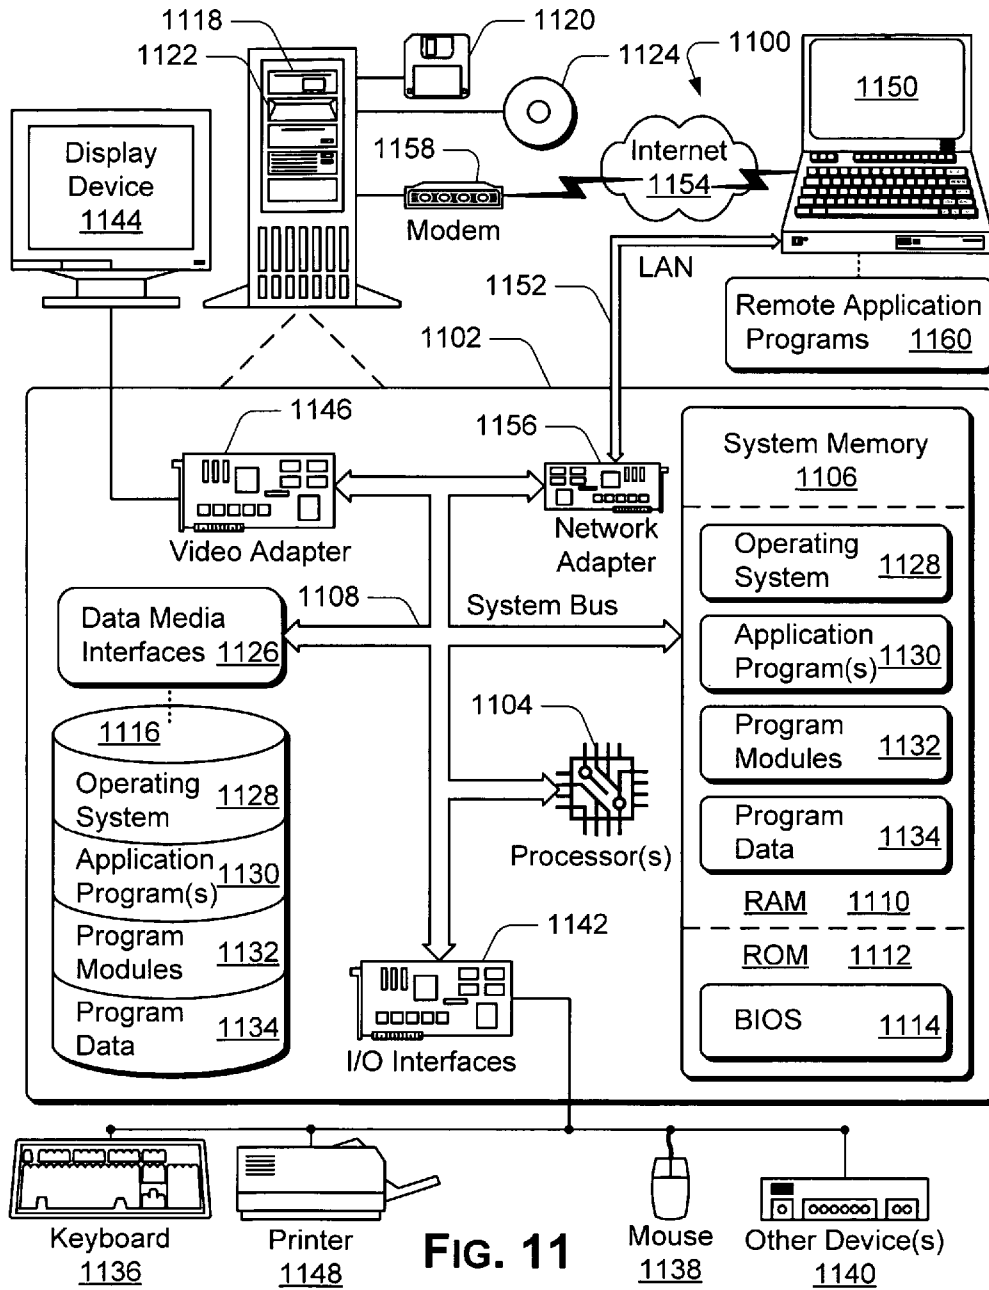 1118
1120
1122
1124
1100
1150
Display
Device
1144
1158
Modem
Internet
1154
LAN
1152
Remote Application
Programs 1160
1102
1146
Video Adapter
1156
Network
Adapter
System Memory
1106
Operating
System 1128
Application
Program(s) 1130
Program
Modules 1132
Program
Data 1134
RAM 1110
ROM 1112
BIOS 1114
1108
System Bus
Data Media
Interfaces 1126
1116
Operating
System 1128
Application
Program(s) 1130
Program
Modules 1132
Program
Data 1134
1104
Processor(s)
1142
I/O Interfaces
Keyboard
1136
Printer
1148
FIG. 11
Mouse
1138
Other Device(s)
1140